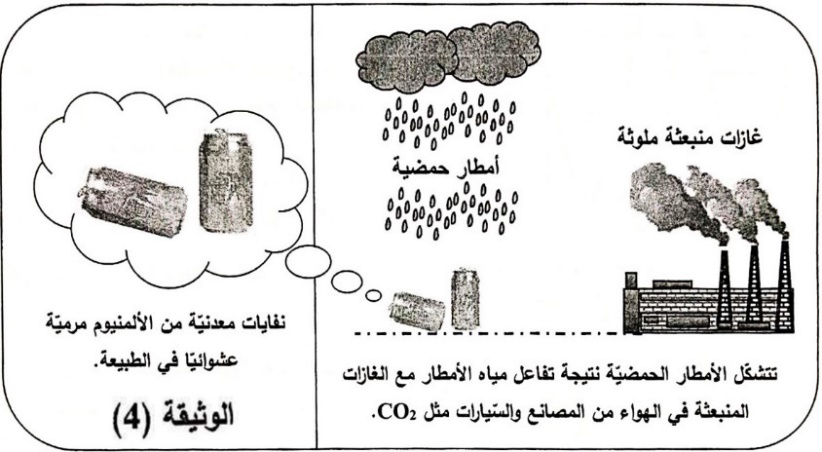 غازات منبعثة ملوثة
أمطار حمضية
تتشكّل الأمطار الحمضيّة نتيجة تفاعل مياه الأمطار مع الغازات
المنبعثة في الهواء من المصانع والسّيارات مثل CO₂.
نفايات معدنيّة من الألمنيوم مرميّة
عشوائيّا في الطبيعة.
الوثيقة (4)